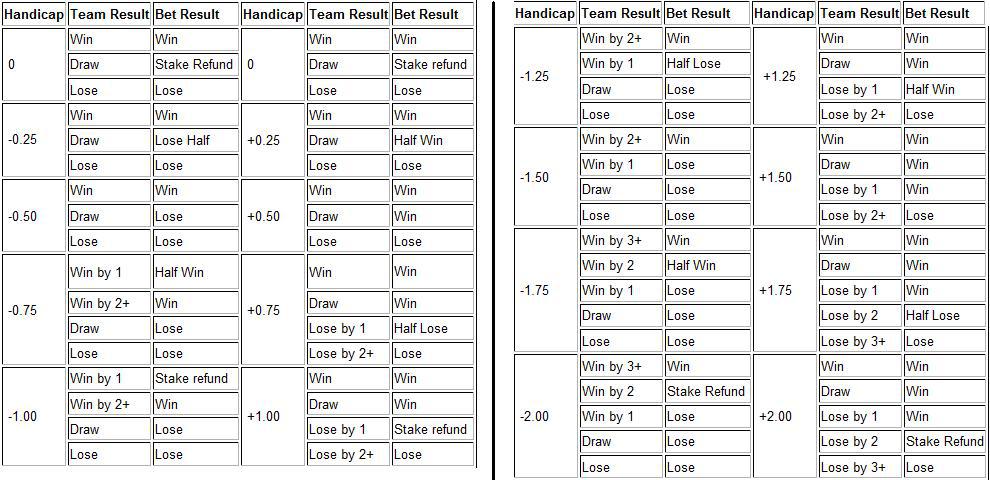 Handicap Team Result Bet Result Handicap Team Result Bet Result
0 Win Win 0 Win Win
Draw Stake Refund Draw Stake refund
Lose Lose Lose Lose
-0.25 Win Win +0.25 Win Win
Draw Lose Half Draw Half Win
Lose Lose Lose Lose
-0.50 Win Win +0.50 Win Win
Draw Lose Draw Win
Lose Lose Lose Lose
-0.75 Win by 1 Half Win +0.75 Win Win
Win by 2+ Win Draw Win
Draw Lose Lose by 1 Half Lose
Lose Lose Lose by 2+ Lose
-1.00 Win by 1 Stake refund +1.00 Win Win
Win by 2+ Win Draw Win
Draw Lose Lose by 1 Stake refund
Lose Lose Lose by 2+ Lose
Handicap Team Result Bet Result Handicap Team Result Bet Result
-1.25 Win by 2+ Win +1.25 Win Win
Win by 1 Half Lose Draw Win
Draw Lose Lose by 1 Half Win
Lose Lose Lose by 2+ Lose
-1.50 Win by 2+ Win +1.50 Win Win
Win by 1 Lose Draw Win
Draw Lose Lose by 1 Win
Lose Lose Lose by 2+ Lose
-1.75 Win by 3+ Win +1.75 Win Win
Win by 2 Half Win Draw Win
Win by 1 Lose Lose by 1 Win
Draw Lose Lose by 2 Half Lose
Lose Lose Lose by 3+ Lose
-2.00 Win by 3+ Win +2.00 Win Win
Win by 2 Stake Refund Draw Win
Win by 1 Lose Lose by 1 Win
Draw Lose Lose by 2 Stake Refund
Lose Lose Lose by 3+ Lose